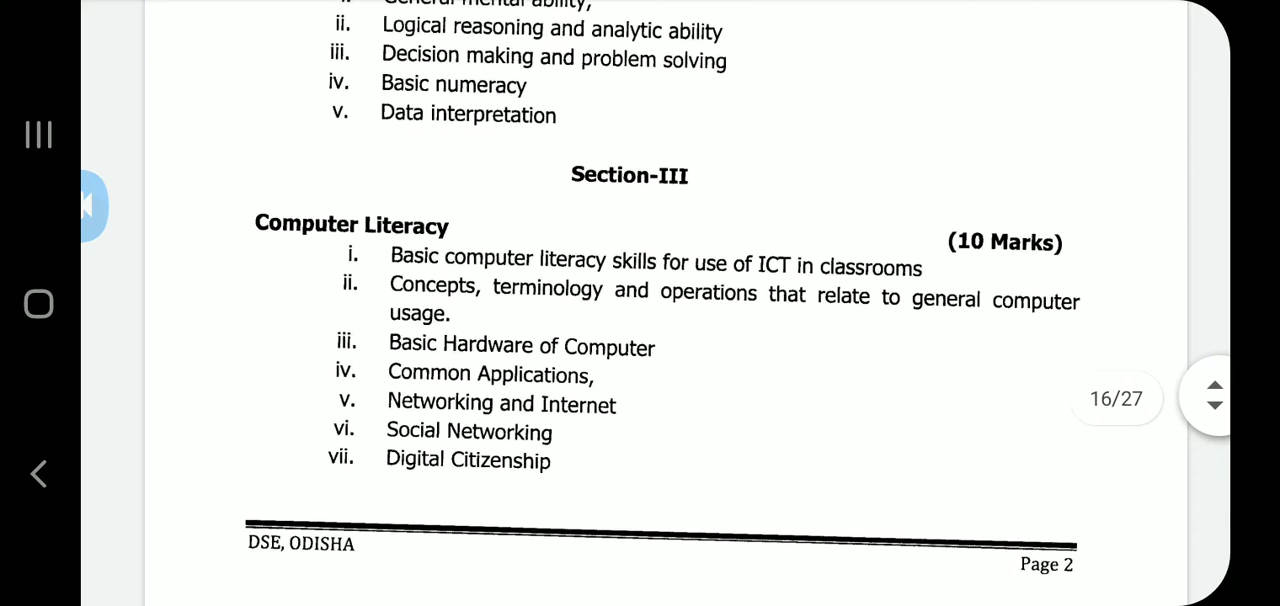 General mental ability,
ii. Logical reasoning and analytic ability
iii. Decision making and problem solving
iv. Basic numeracy
v. Data interpretation
Section-III
Computer Literacy
(10 Marks)
i. Basic computer literacy skills for use of ICT in classrooms
ii. Concepts, terminology and operations that relate to general computer
usage.
iii. Basic Hardware of Computer
iv. Common Applications,
v. Networking and Internet
vi. Social Networking
vii. Digital Citizenship
16/27
DSE, ODISHA
Page 2